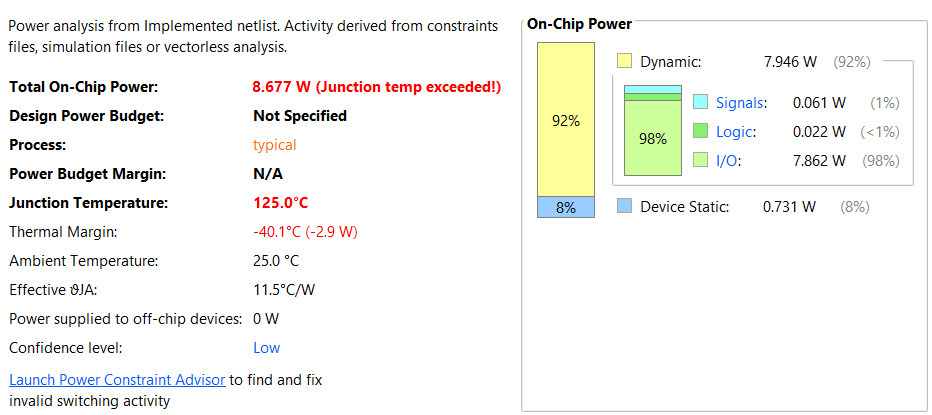 Power analysis from Implemented netlist. Activity derived from constraints
files, simulation files or vectorless analysis.
Total On-Chip Power: 8.677 W (Junction temp exceeded!)
Design Power Budget: Not Specified
Process: typical
Power Budget Margin: N/A
Junction Temperature: 125.0°C
Thermal Margin: -40.1°C (-2.9 W)
Ambient Temperature: 25.0 °C
Effective ϑJA: 11.5°C/W
Power supplied to off-chip devices: 0 W
Confidence level: Low
Launch Power Constraint Advisor to find and fix
invalid switching activity
On-Chip Power
Dynamic: 7.946 W (92%)
92%
Signals: 0.061 W (1%)
Logic: 0.022 W (<1%)
98%
I/O: 7.862 W (98%)
8%
Device Static: 0.731 W (8%)